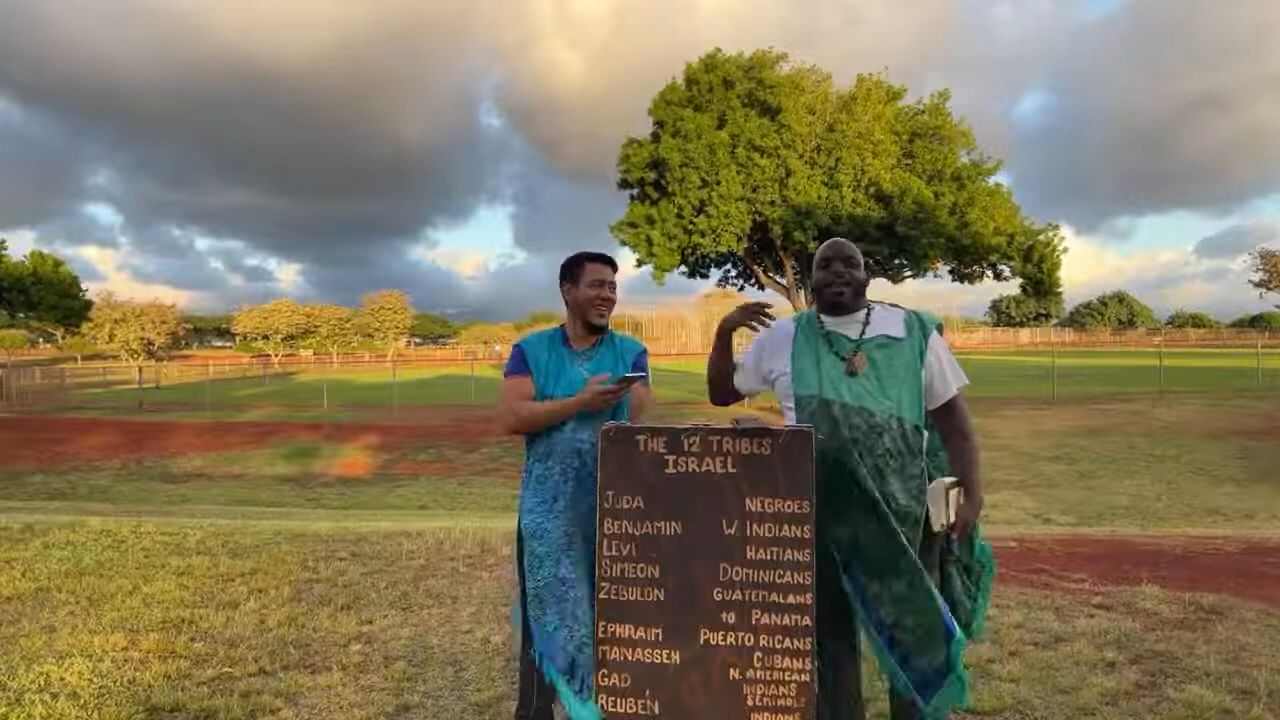 THE 12 TRIBES
ISRAEL
JUDA NEGROES
BENJAMIN W. INDIANS
LEVI HAITIANS
SIMEON DOMINICANS
ZEBULON GUATEMALANS
to PANAMA
EPHRAIM PUERTO RICANS
MANASSEH CUBANS
GAD N. AMERICAN
INDIANS
REUBEN SEMINOLE
INDIANS